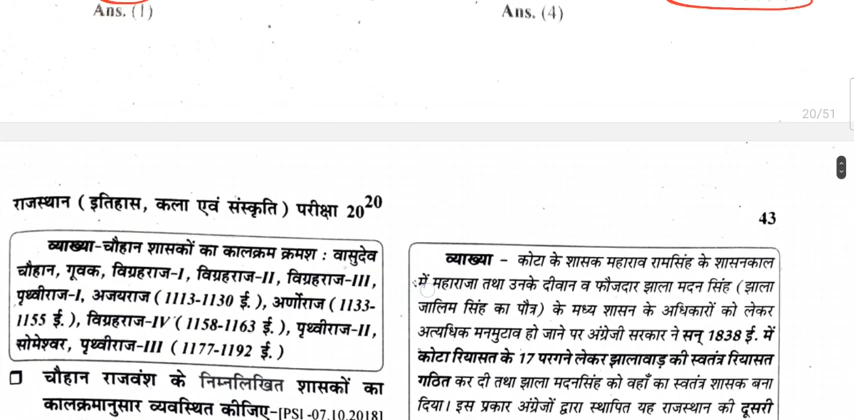 Ans. (1)
Ans. (4)
20/51
राजस्थान ( इतिहास, कला एवं संस्कृति ) परीक्षा 2020
43
व्याख्या-चौहान शासकों का कालक्रम क्रमश : वासुदेव
चौहान, गूवक, विग्रहराज-I, विग्रहराज-II, विग्रहराज-III,
पृथ्वीराज-I, अजयराज ( 1113-1130 ई. ), अर्णोराज ( 1133-
1155 ई. ), विग्रहराज-IV ( 1158-1163 ई. ), पृथ्वीराज-II,
सोमेश्वर, पृथ्वीराज-III ( 1177-1192 ई. )
चौहान राजवंश के निम्नलिखित शासकों का
कालक्रमानुसार व्यवस्थित कीजिए-[PSI -07.10.2018]
व्याख्या - कोटा के शासक महाराव रामसिंह के शासनकाल
में महाराजा तथा उनके दीवान व फौजदार झाला मदन सिंह (झाला
जालिम सिंह का पौत्र) के मध्य शासन के अधिकारों को लेकर
अत्यधिक मनमुटाव हो जाने पर अंग्रेजी सरकार ने सन् 1838 ई. में
कोटा रियासत के 17 परगने लेकर झालावाड़ की स्वतंत्र रियासत
गठित कर दी तथा झाला मदनसिंह को वहाँ का स्वतंत्र शासक बना
दिया। इस प्रकार अंग्रेजों द्वारा स्थापित यह राजस्थान की दूसरी